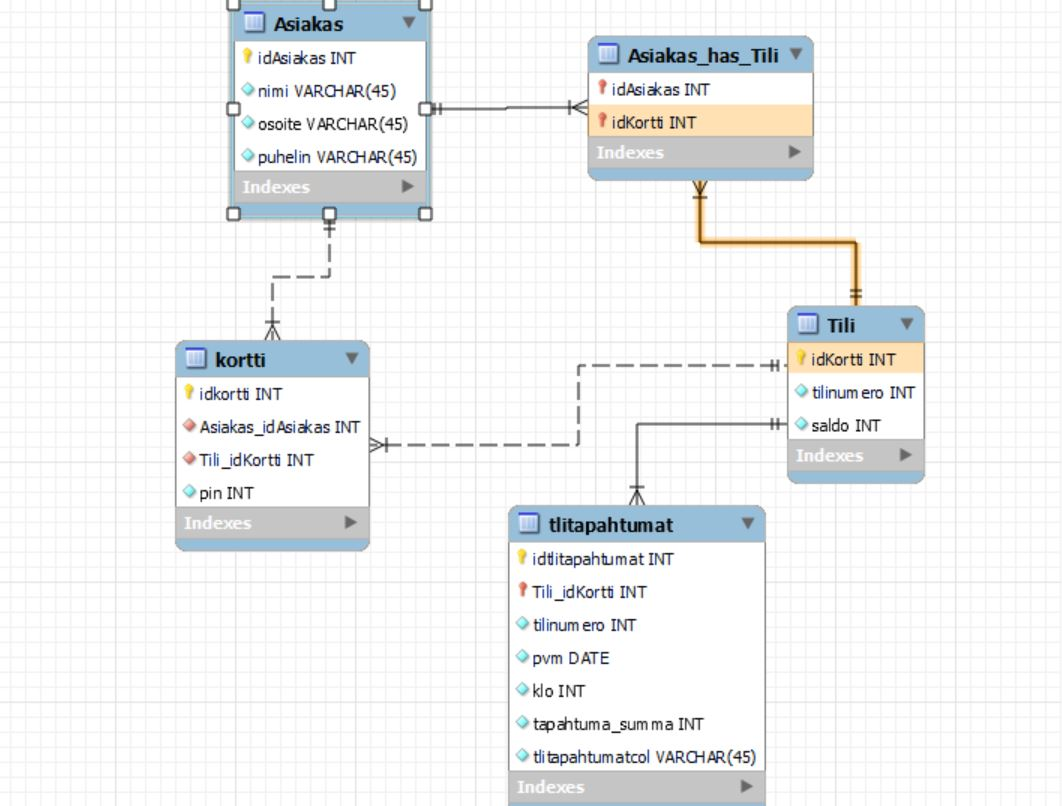 Asiakas
idAsiakas INT
nimi VARCHAR(45)
osoite VARCHAR(45)
puhelin VARCHAR(45)
Indexes
Asiakas_has_Tili
idAsiakas INT
idKortti INT
Indexes
kortti
idkortti INT
Asiakas_idAsiakas INT
Tili_idKortti INT
pin INT
Indexes
Tili
idKortti INT
tilinumero INT
saldo INT
Indexes
tlitapahtumat
idtlitapahtumat INT
Tili_idKortti INT
tilinumero INT
pvm DATE
klo INT
tapahtuma_summa INT
tlitapahtumatcol VARCHAR(45)
Indexes